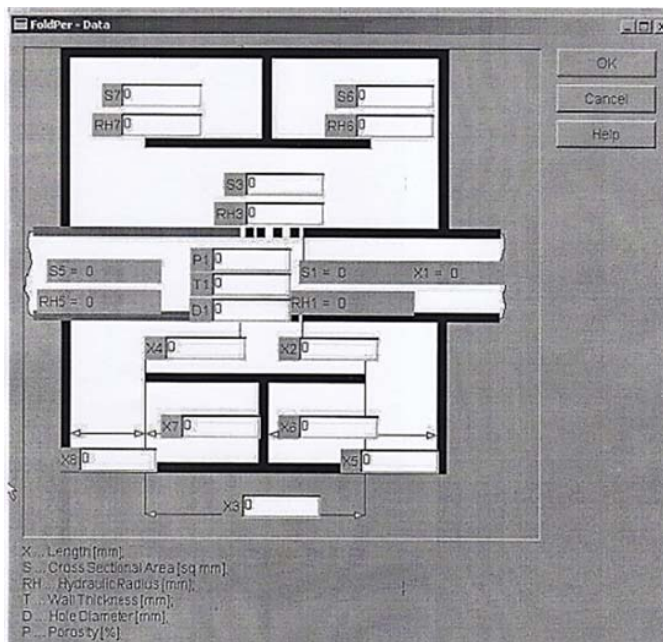 FoldPer - Data
OK
S7 0
S6 0
Cancel
RH7 0
RH6 0
Help
S3 0
RH3 0
P1 0
S5 = 0
S1 = 0
X1 = 0
T1 0
RH5 = 0
D1 0
RH1 = 0
X4 0
X2 0
X7 0
X6 0
X8 0
X5 0
X3 0
X ... Length [mm];
S ... Cross Sectional Area [sq mm];
RH ... Hydraulic Radius [mm];
T ... Wall Thickness [mm];
D ... Hole Diameter [mm];
P ... Porosity [%]